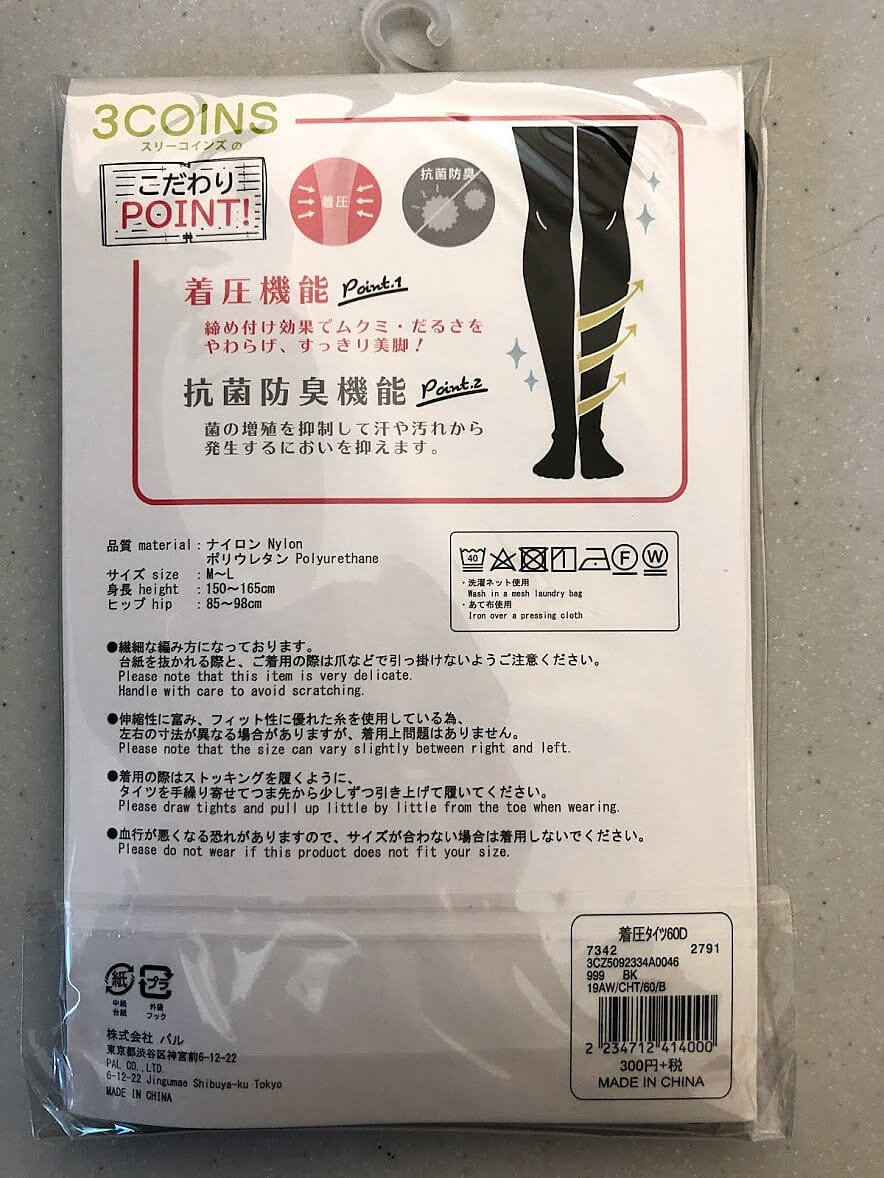 3COINS
スリーコインズ の
こだわり
POINT!
着圧
抗菌防臭
着圧機能 Point.1
締め付け効果でムクミ・だるさを
やわらげ、すっきり美脚!
抗菌防臭機能 Point.2
菌の増殖を抑制して汗や汚れから
発生するにおいを抑えます。
品質 material : ナイロン Nylon
ポリウレタン Polyurethane
サイズ size : M~L
身長 height : 150~165cm
ヒップ hip : 85~98cm
40 F W
・洗濯ネット使用
Wash in a mesh laundry bag
・あて布使用
Iron over a pressing cloth
●繊細な編み方になっております。
台紙を抜かれる際と、ご着用の際は爪などで引っ掛けないようご注意ください。
Please note that this item is very delicate.
Handle with care to avoid scratching.
●伸縮性に富み、フィット性に優れた糸を使用している為、
左右の寸法が異なる場合がありますが、着用上問題はありません。
Please note that the size can vary slightly between right and left.
●着用の際はストッキングを履くように、
タイツを手繰り寄せてつま先から少しずつ引き上げて履いてください。
Please draw tights and pull up little by little from the toe when wearing.
●血行が悪くなる恐れがありますので、サイズが合わない場合は着用しないでください。
Please do not wear if this product does not fit your size.
紙 プラ
中紙 外袋
台紙 フック
株式会社 パル
東京都渋谷区神宮前6-12-22
PAL CO.,LTD.
6-12-22 Jingumae Shibuya-ku Tokyo
MADE IN CHINA
着圧タイツ60D
7342 2791
3CZ5092334A0046
999 BK
19AW/CHT/60/B
2 234712 414000
300円+税
MADE IN CHINA